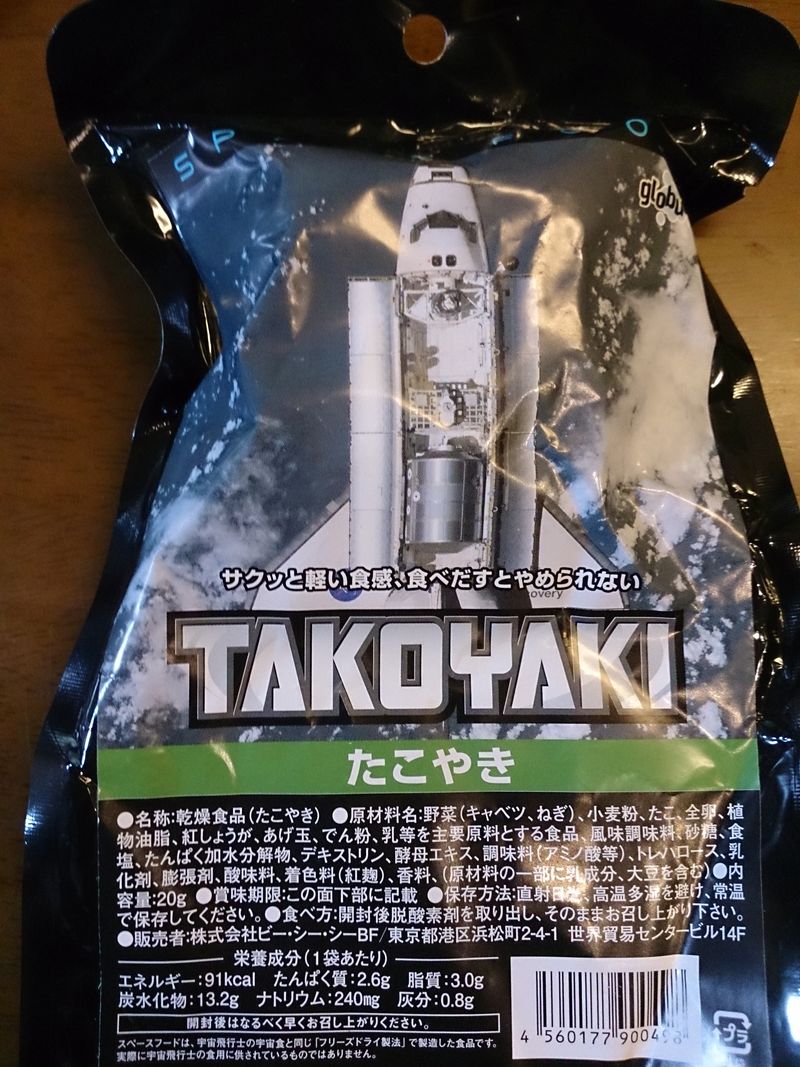 S P O
globu
サクッと軽い食感、食べだすとやめられない
overy
TAKOYAKI
たこやき
●名称:乾燥食品(たこやき) ●原材料名:野菜(キャベツ、ねぎ)、小麦粉、たこ、全卵、植
物油脂、紅しょうが、あげ玉、でん粉、乳等を主要原料とする食品、風味調味料、砂糖、食
塩、たんぱく加水分解物、デキストリン、酵母エキス、調味料(アミノ酸等)、トレハロース、乳
化剤、膨張剤、酸味料、着色料(紅麹)、香料、(原材料の一部に乳成分、大豆を含む)●内
容量:20g ●賞味期限:この面下部に記載 ●保存方法:直射日光、高温多湿を避け、常温
で保存してください。●食べ方:開封後脱酸素剤を取り出し、そのままお召し上がり下さい。
●販売者:株式会社ビー・シー・シーBF/東京都港区浜松町2-4-1 世界貿易センタービル14F
栄養成分(1袋あたり)
エネルギー:91kcal たんぱく質:2.6g 脂質:3.0g
炭水化物:13.2g ナトリウム:240mg 灰分:0.8g
開封後はなるべく早くお召し上がりください。
スペースフードは、宇宙飛行士の宇宙食と同じ「フリーズドライ製法」で製造した食品です。
実際に宇宙飛行士の食用に供されているものではありません。
4 560177 900498
プラ